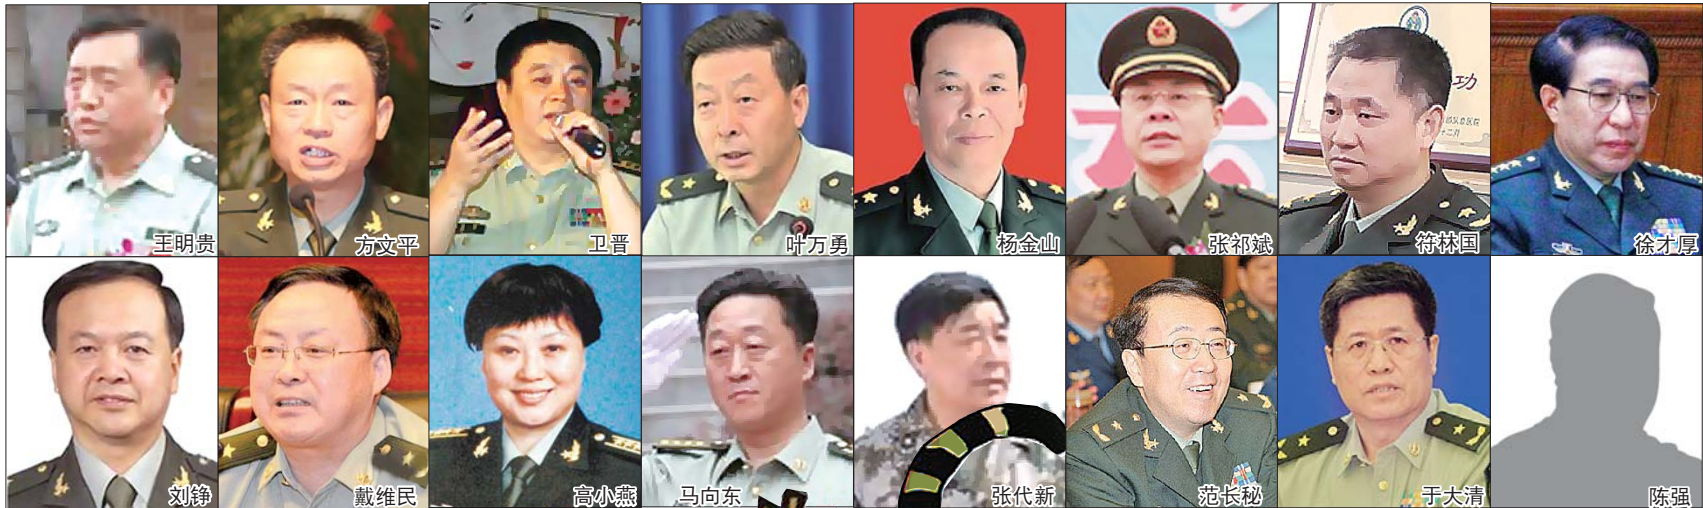 功
王明贵
方文平
卫晋
叶万勇
杨金山
张祁斌
符林国
徐才厚
刘铮
戴维民
高小燕
马向东
张代新
范长秘
于大清
陈强